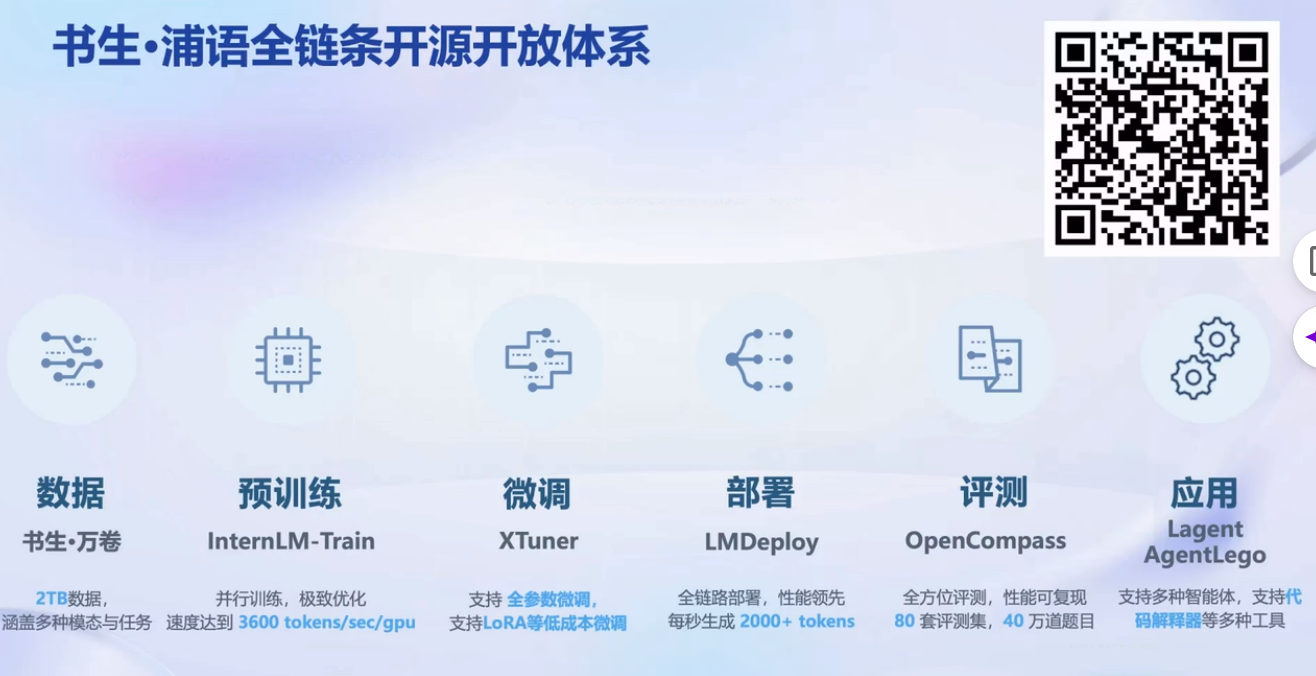 书生·浦语全链条开源开放体系
数据
书生·万卷
2TB数据，
涵盖多种模态与任务
预训练
InternLM-Train
并行训练，极致优化
速度达到 3600 tokens/sec/gpu
微调
XTuner
支持 全参数微调，
支持LoRA等低成本微调
部署
LMDeploy
全链路部署，性能领先
每秒生成 2000+ tokens
评测
OpenCompass
全方位评测，性能可复现
80 套评测集，40 万道题目
应用
Lagent
AgentLego
支持多种智能体，支持代
码解释器等多种工具